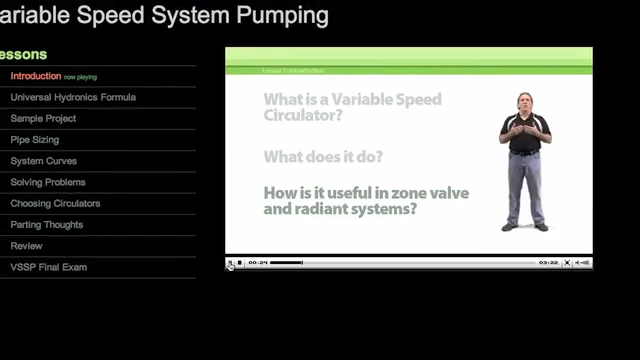 ariable Speed System Pumping
essons
Introduction now playing
Universal Hydronics Formula
Sample Project
Pipe Sizing
System Curves
Solving Problems
Choosing Circulators
Parting Thoughts
Review
VSSP Final Exam
Lesson 1: Introduction
What is a Variable Speed
Circulator?
What does it do?
How is it useful in zone valve
and radiant systems?
00:24
03:22